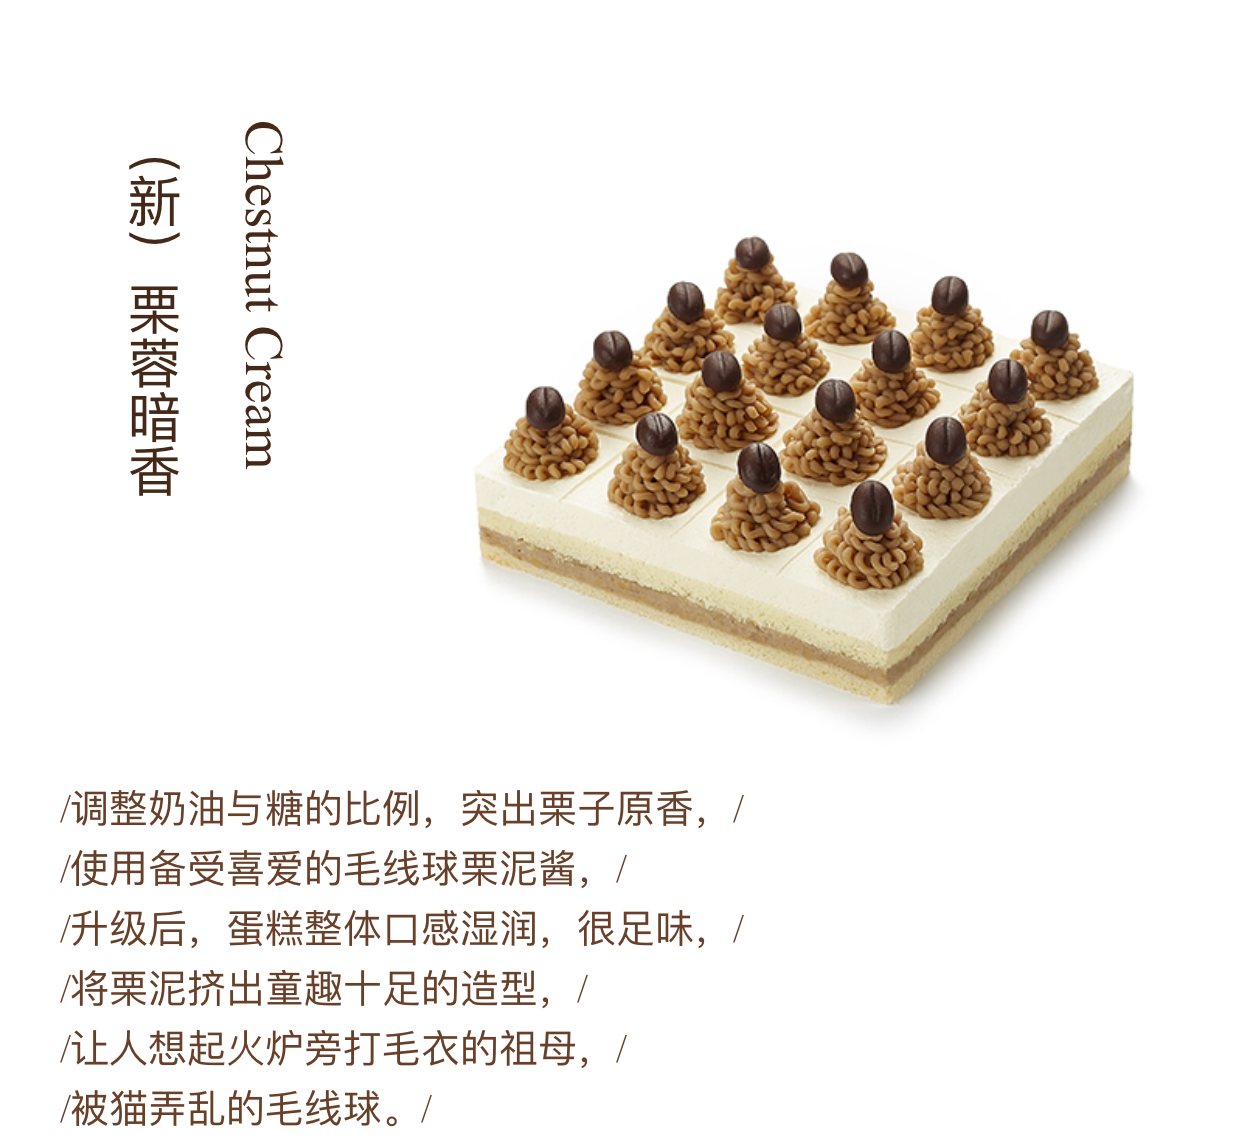 Chestnut Cream
（新）栗蓉暗香
/调整奶油与糖的比例，突出栗子原香，/
/使用备受喜爱的毛线球栗泥酱，/
/升级后，蛋糕整体口感湿润，很足味，/
/将栗泥挤出童趣十足的造型，/
/让人想起火炉旁打毛衣的祖母，/
/被猫弄乱的毛线球。/